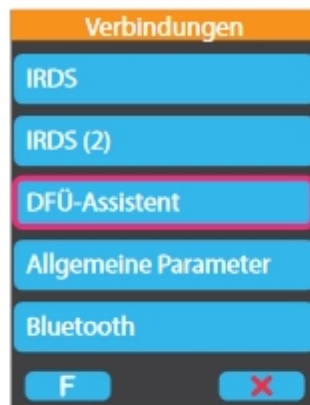 Verbindungen
IRDS
IRDS (2)
DFÜ-Assistent
Allgemeine Parameter
Bluetooth
F